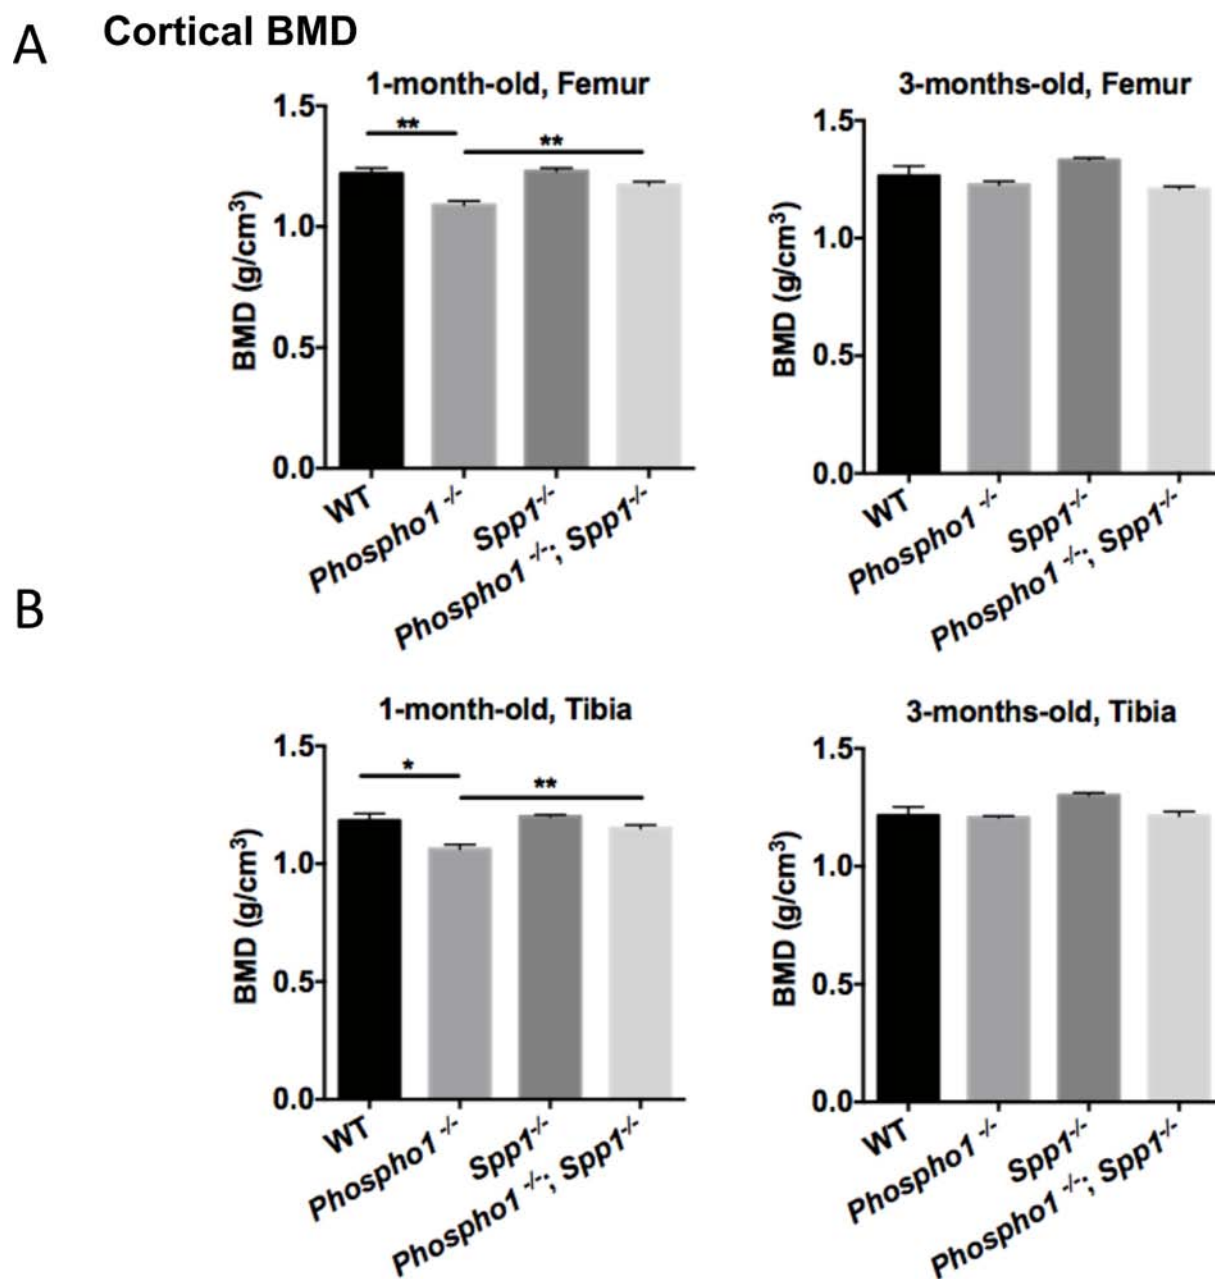 A
Cortical BMD
1-month-old, Femur
1.5
1.0
0.5
0.0
BMD (g/cm³)
**
**
WT
Phospho1 -/-
Spp1-/-
Phospho1 -/-; Spp1-/-
3-months-old, Femur
1.5
1.0
0.5
0.0
BMD (g/cm³)
WT
Phospho1 -/-
Spp1-/-
Phospho1 -/-; Spp1-/-
B
1-month-old, Tibia
1.5
1.0
0.5
0.0
BMD (g/cm³)
*
**
WT
Phospho1 -/-
Spp1-/-
Phospho1 -/-; Spp1-/-
3-months-old, Tibia
1.5
1.0
0.5
0.0
BMD (g/cm³)
WT
Phospho1 -/-
Spp1-/-
Phospho1 -/-; Spp1-/-